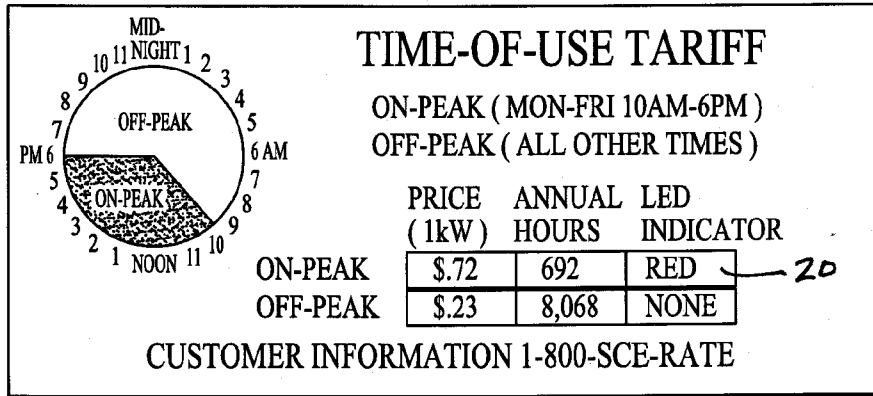 MID-
NIGHT
1
2
3
4
5
6 AM
7
8
9
10
11
NOON
1
2
3
4
5
PM 6
7
8
9
10
11
OFF-PEAK
ON-PEAK
TIME-OF-USE TARIFF
ON-PEAK ( MON-FRI 10AM-6PM )
OFF-PEAK ( ALL OTHER TIMES )
PRICE ANNUAL LED
( 1kW ) HOURS INDICATOR
ON-PEAK $.72 692 RED 20
OFF-PEAK $.23 8,068 NONE
CUSTOMER INFORMATION 1-800-SCE-RATE